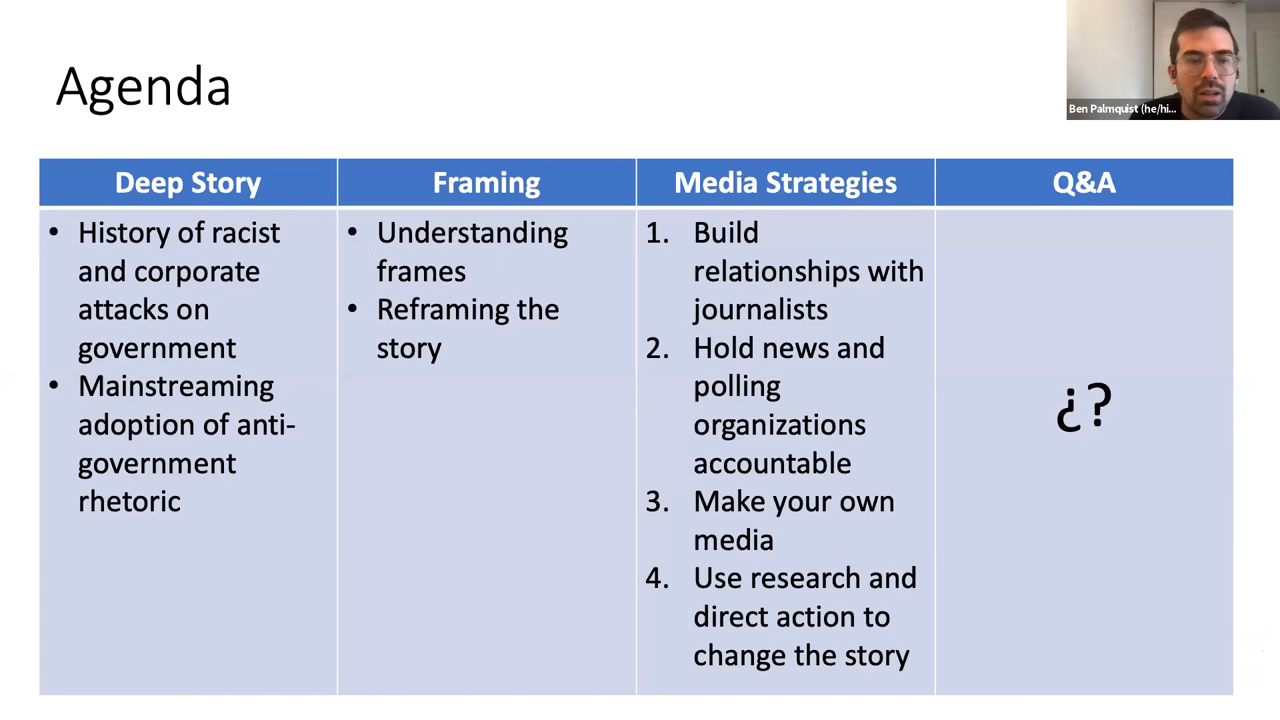 Agenda
Ben Palmquist (he/hi...
Deep Story
Framing
Media Strategies
Q&A
• History of racist
and corporate
attacks on
government
• Mainstreaming
adoption of anti-
government
rhetoric
• Understanding
frames
• Reframing the
story
1. Build
relationships with
journalists
2. Hold news and
polling
organizations
accountable
3. Make your own
media
4. Use research and
direct action to
change the story
¿?